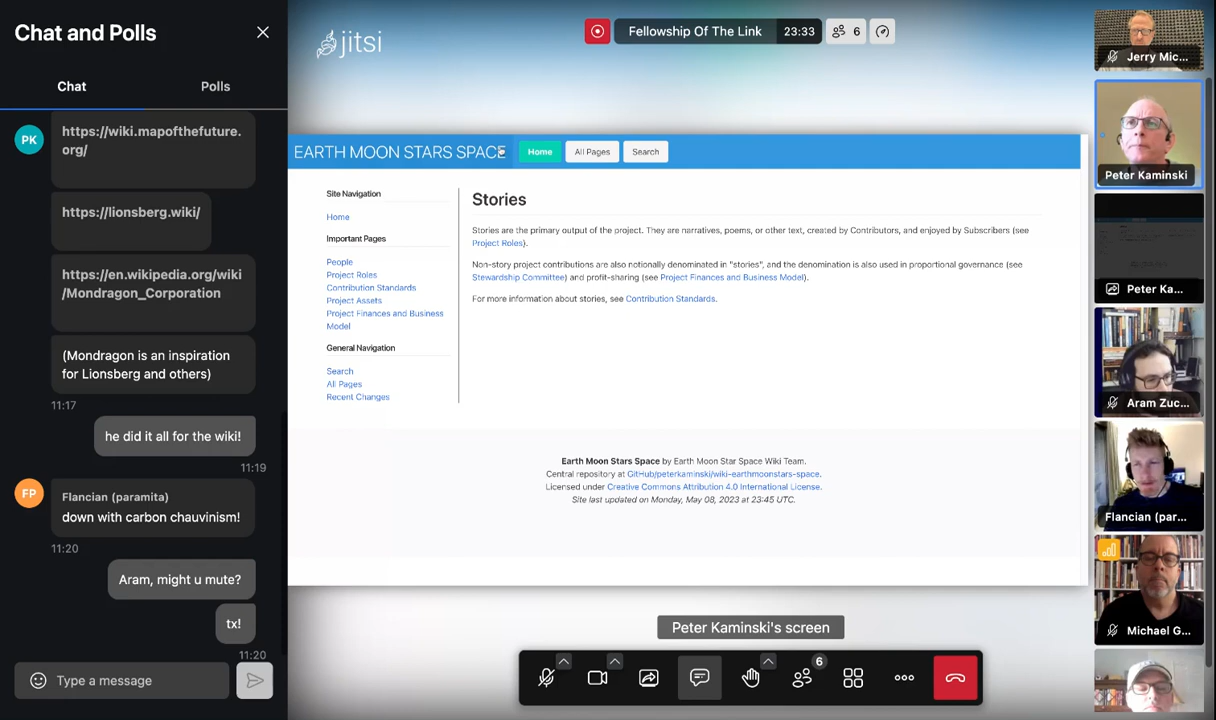 Chat and Polls
Chat
Polls
PK
https://wiki.mapofthefuture.
org/
https://lionsberg.wiki/
https://en.wikipedia.org/wiki
/Mondragon_Corporation
(Mondragon is an inspiration
for Lionsberg and others)
11:17
he did it all for the wiki!
11:19
FP
Flancian (paramita)
down with carbon chauvinism!
11:20
Aram, might u mute?
tx!
11:20
Type a message
jitsi
Fellowship Of The Link
23:33
6
EARTH MOON STARS SPACE
Home
All Pages
Search
Site Navigation
Home
Important Pages
People
Project Roles
Contribution Standards
Project Assets
Project Finances and Business
Model
General Navigation
Search
All Pages
Recent Changes
Stories
Stories are the primary output of the project. They are narratives, poems, or other text, created by Contributors, and enjoyed by Subscribers (see
Project Roles).
Non-story project contributions are also notionally denominated in "stories", and the denomination is also used in proportional governance (see
Stewardship Committee) and profit-sharing (see Project Finances and Business Model).
For more information about stories, see Contribution Standards.
Earth Moon Stars Space by Earth Moon Star Space Wiki Team.
Central repository at GitHub/peterkaminski/wiki-earthmoonstars-space.
Licensed under Creative Commons Attribution 4.0 International License.
Site last updated on Monday, May 08, 2023 at 23:45 UTC.
Peter Kaminski's screen
6
Jerry Mic...
Peter Kaminski
Peter Ka...
Aram Zuc...
Flancian (par...
Michael G...